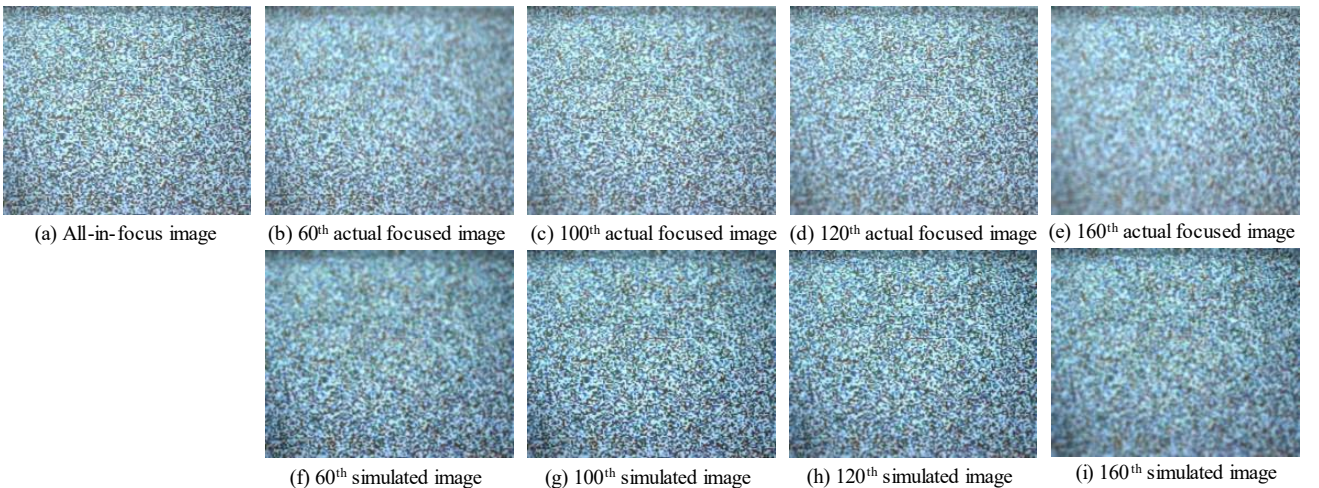 (a) All-in-focus image
(b) 60th actual focused image
(c) 100th actual focused image
(d) 120th actual focused image
(e) 160th actual focused image
(f) 60th simulated image
(g) 100th simulated image
(h) 120th simulated image
(i) 160th simulated image